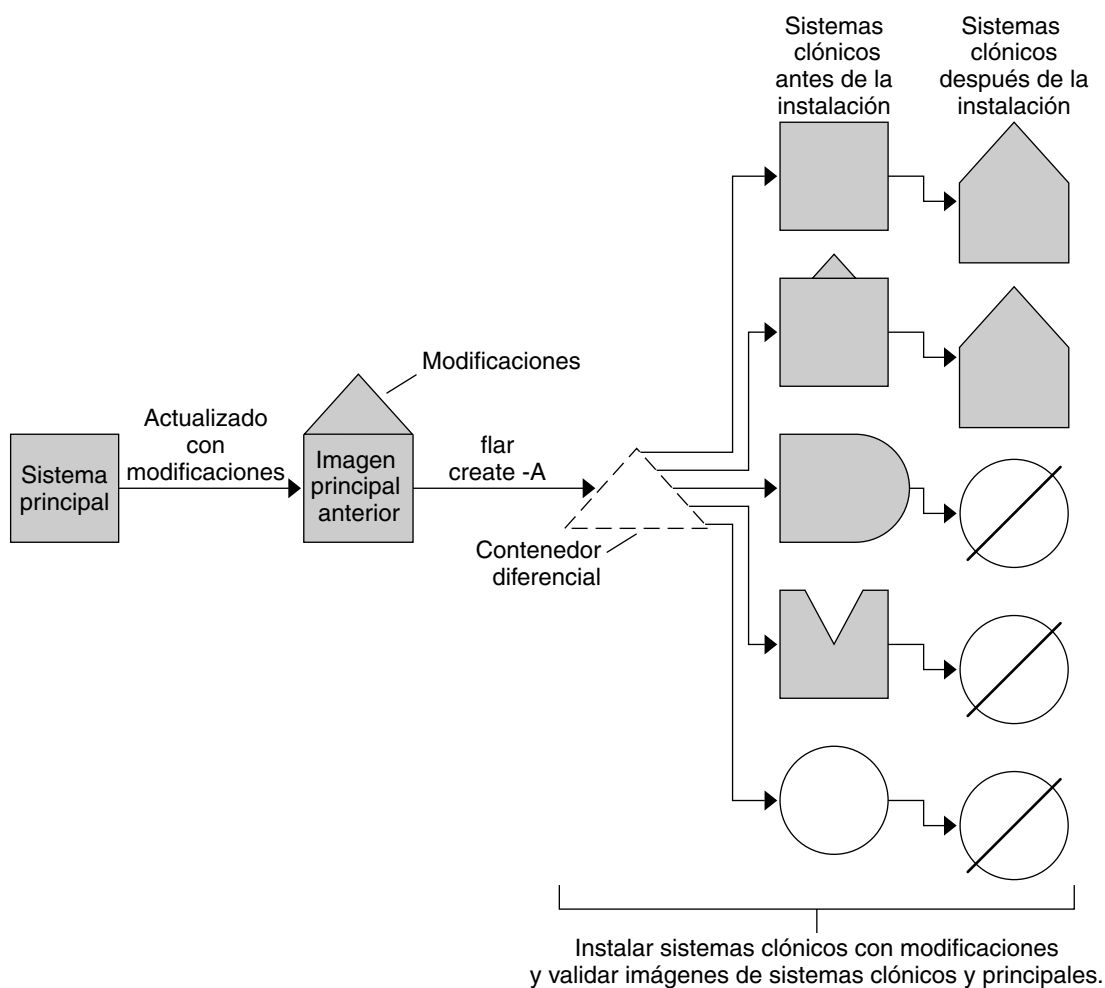 Sistemas
clónicos
antes de la
instalación
Sistemas
clónicos
después de la
instalación
Modificaciones
Actualizado
con
modificaciones
Sistema
principal
Imagen
principal
anterior
flar
create -A
Contenedor
diferencial
Instalar sistemas clónicos con modificaciones
y validar imágenes de sistemas clónicos y principales.